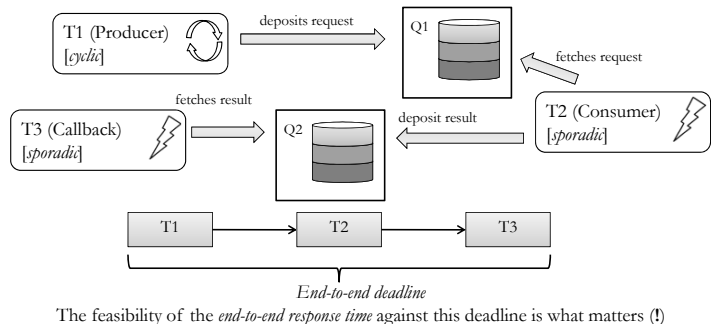 T1 (Producer)
[cyclic]
deposits request
Q1
fetches request
fetches result
T3 (Callback)
[sporadic]
Q2
deposit result
T2 (Consumer)
[sporadic]
T1
T2
T3
End-to-end deadline
The feasibility of the end-to-end response time against this deadline is what matters (!)